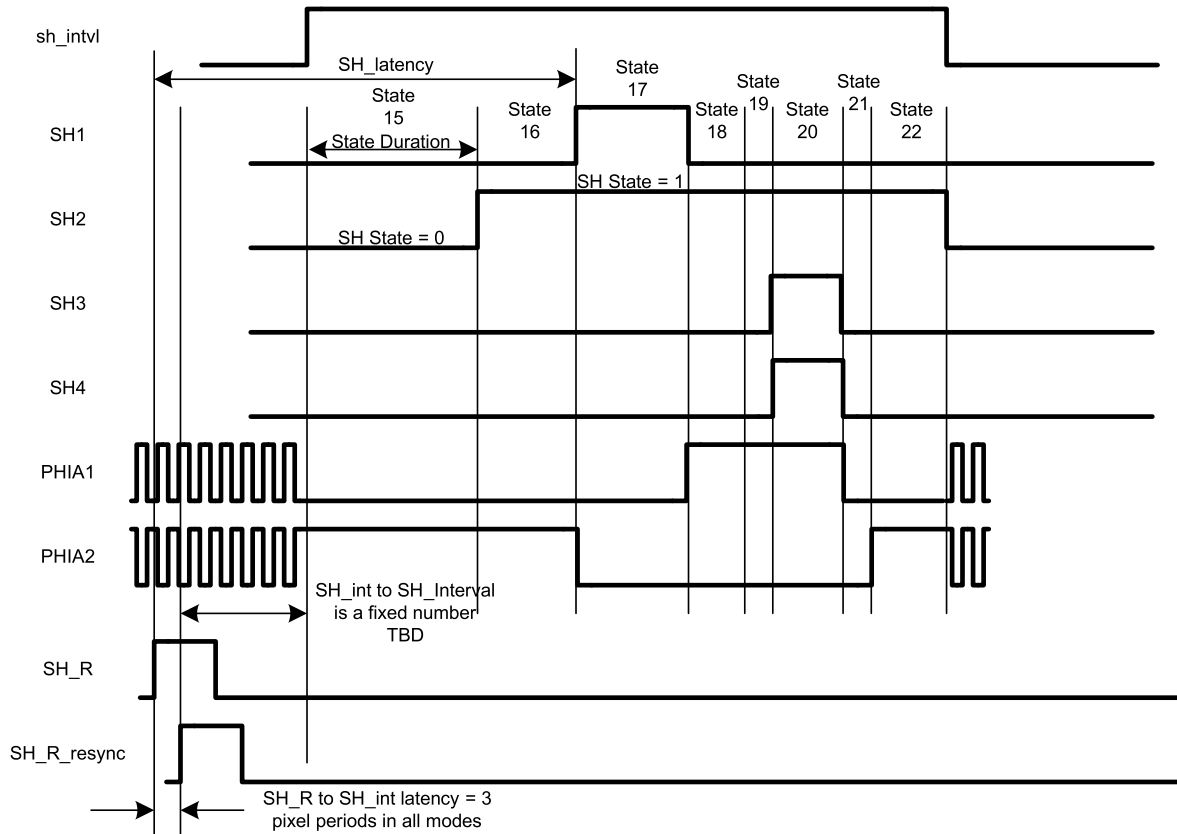 sh_intvl
SH_latency
State
15
State Duration
State
16
State
17
State
18
State
19
State
20
State
21
State
22
SH1
SH State = 1
SH2
SH State = 0
SH3
SH4
PHIA1
PHIA2
SH_int to SH_Interval
is a fixed number
TBD
SH_R
SH_R_resync
SH_R to SH_int latency = 3
pixel periods in all modes